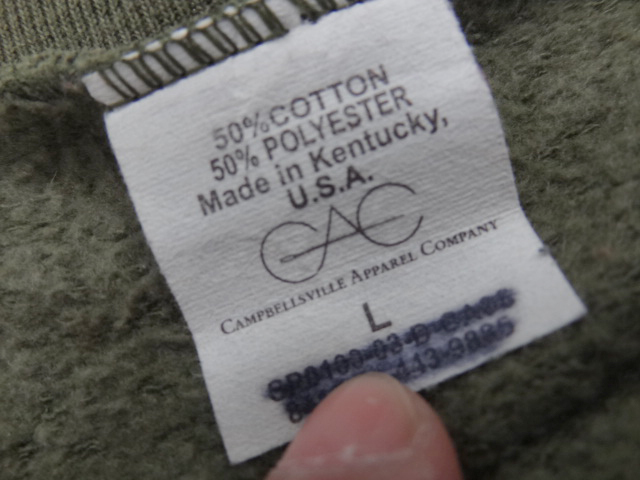 50% COTTON
50% POLYESTER
Made in Kentucky,
U.S.A.
CAC
CAMPBELLSVILLE APPAREL COMPANY
L